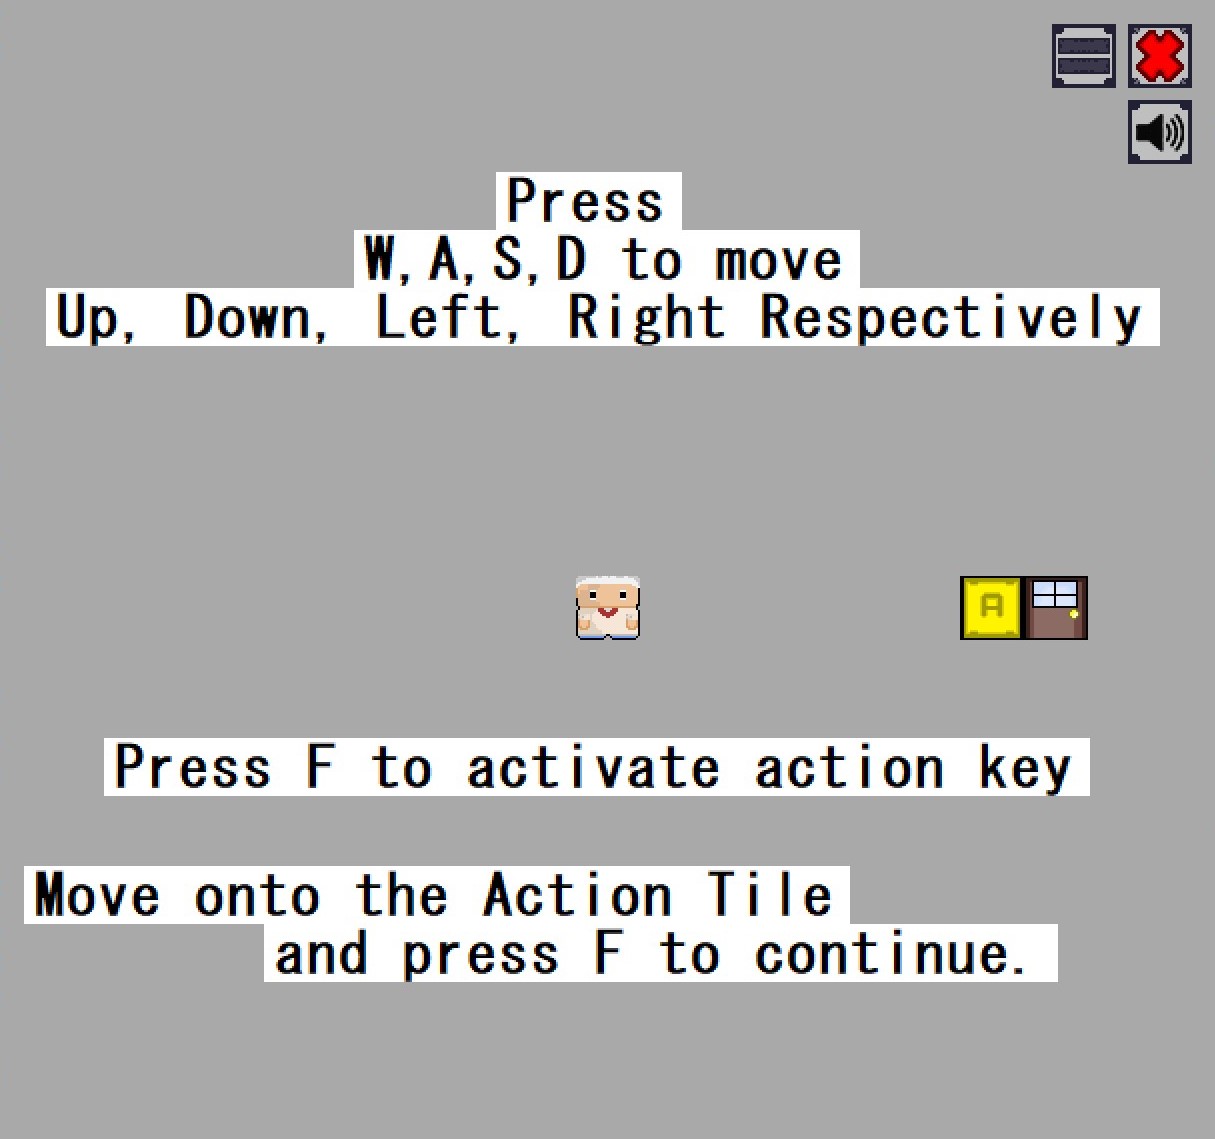 Press
W,A,S,D to move
Up, Down, Left, Right Respectively
A
Press F to activate action key
Move onto the Action Tile
and press F to continue.